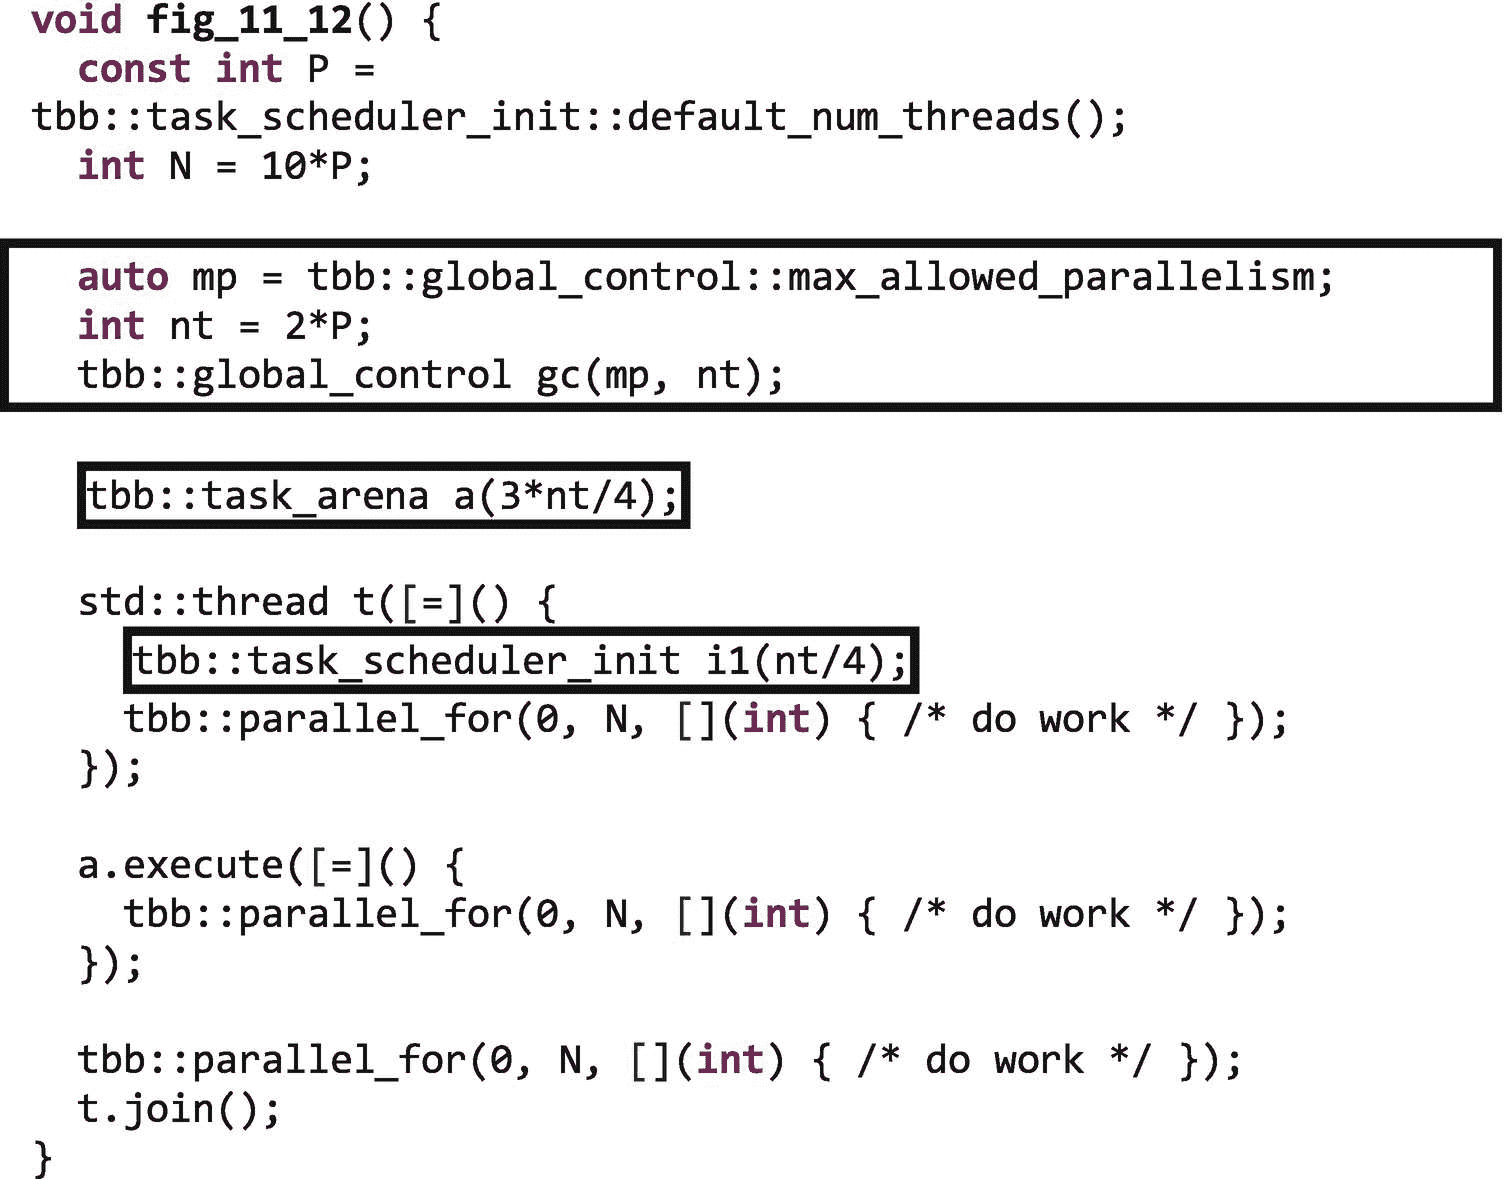 void fig_11_12() {
const int P =
tbb::task_scheduler_init::default_num_threads();
int N = 10*P;
auto mp = tbb::global_control::max_allowed_parallelism;
int nt = 2*P;
tbb::global_control gc(mp, nt);
tbb::task_arena a(3*nt/4);
std::thread t([=]() {
tbb::task_scheduler_init i1(nt/4);
tbb::parallel_for(0, N, [](int) { /* do work */ });
});
a.execute([=]() {
tbb::parallel_for(0, N, [](int) { /* do work */ });
});
tbb::parallel_for(0, N, [](int) { /* do work */ });
t.join();
}